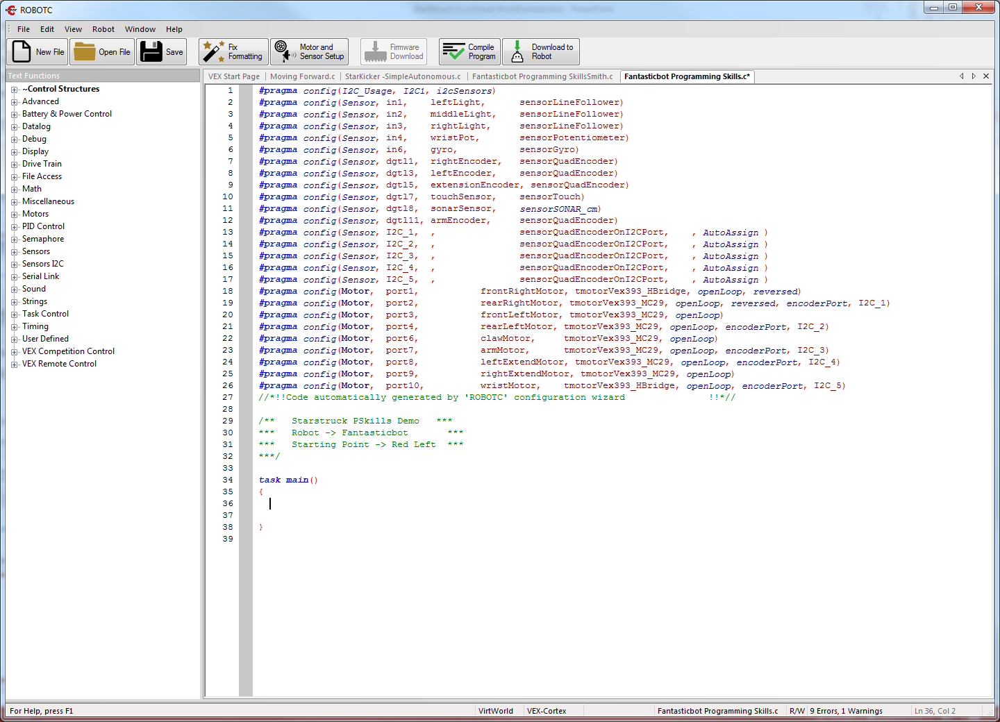 ROBOTC
File Edit View Robot Window Help
New File Open File Save Fix Formatting Motor and Sensor Setup Firmware Download Compile Program Download to Robot
Text Functions
~Control Structures
Advanced
Battery & Power Control
Datalog
Debug
Display
Drive Train
File Access
Math
Miscellaneous
Motors
PID Control
Semaphore
Sensors
Sensors I2C
Serial Link
Sound
Strings
Task Control
Timing
User Defined
VEX Competition Control
VEX Remote Control
VEX Start Page Moving Forward.c StarKicker -SimpleAutonomous.c Fantasticbot Programming SkillsSmith.c Fantasticbot Programming Skills.c*
1 #pragma config(I2C_Usage, I2C1, i2cSensors)
2 #pragma config(Sensor, in1, leftLight, sensorLineFollower)
3 #pragma config(Sensor, in2, middleLight, sensorLineFollower)
4 #pragma config(Sensor, in3, rightLight, sensorLineFollower)
5 #pragma config(Sensor, in4, wristPot, sensorPotentiometer)
6 #pragma config(Sensor, in6, gyro, sensorGyro)
7 #pragma config(Sensor, dgtl1, rightEncoder, sensorQuadEncoder)
8 #pragma config(Sensor, dgtl3, leftEncoder, sensorQuadEncoder)
9 #pragma config(Sensor, dgtl5, extensionEncoder, sensorQuadEncoder)
10 #pragma config(Sensor, dgtl7, touchSensor, sensorTouch)
11 #pragma config(Sensor, dgtl8, sonarSensor, sensorSONAR_cm)
12 #pragma config(Sensor, dgtl11, armEncoder, sensorQuadEncoder)
13 #pragma config(Sensor, I2C_1, , sensorQuadEncoderOnI2CPort, , AutoAssign )
14 #pragma config(Sensor, I2C_2, , sensorQuadEncoderOnI2CPort, , AutoAssign )
15 #pragma config(Sensor, I2C_3, , sensorQuadEncoderOnI2CPort, , AutoAssign )
16 #pragma config(Sensor, I2C_4, , sensorQuadEncoderOnI2CPort, , AutoAssign )
17 #pragma config(Sensor, I2C_5, , sensorQuadEncoderOnI2CPort, , AutoAssign )
18 #pragma config(Motor, port1, frontRightMotor, tmotorVex393_HBridge, openLoop, reversed)
19 #pragma config(Motor, port2, rearRightMotor, tmotorVex393_MC29, openLoop, reversed, encoderPort, I2C_1)
20 #pragma config(Motor, port3, frontLeftMotor, tmotorVex393_MC29, openLoop)
21 #pragma config(Motor, port4, rearLeftMotor, tmotorVex393_MC29, openLoop, encoderPort, I2C_2)
22 #pragma config(Motor, port6, clawMotor, tmotorVex393_MC29, openLoop)
23 #pragma config(Motor, port7, armMotor, tmotorVex393_MC29, openLoop, encoderPort, I2C_3)
24 #pragma config(Motor, port8, leftExtendMotor, tmotorVex393_MC29, openLoop, encoderPort, I2C_4)
25 #pragma config(Motor, port9, rightExtendMotor, tmotorVex393_MC29, openLoop)
26 #pragma config(Motor, port10, wristMotor, tmotorVex393_HBridge, openLoop, encoderPort, I2C_5)
27 //*!!Code automatically generated by 'ROBOTC' configuration wizard !!*//
28
29 /** Starstruck PSkills Demo ***
30 *** Robot -> Fantasticbot ***
31 *** Starting Point -> Red Left ***
32 ***/
33
34 task main()
35 {
36
37
38 }
39
For Help, press F1 VirtWorld VEX-Cortex Fantasticbot Programming Skills.c R/W 9 Errors, 1 Warnings Ln 36, Col 2